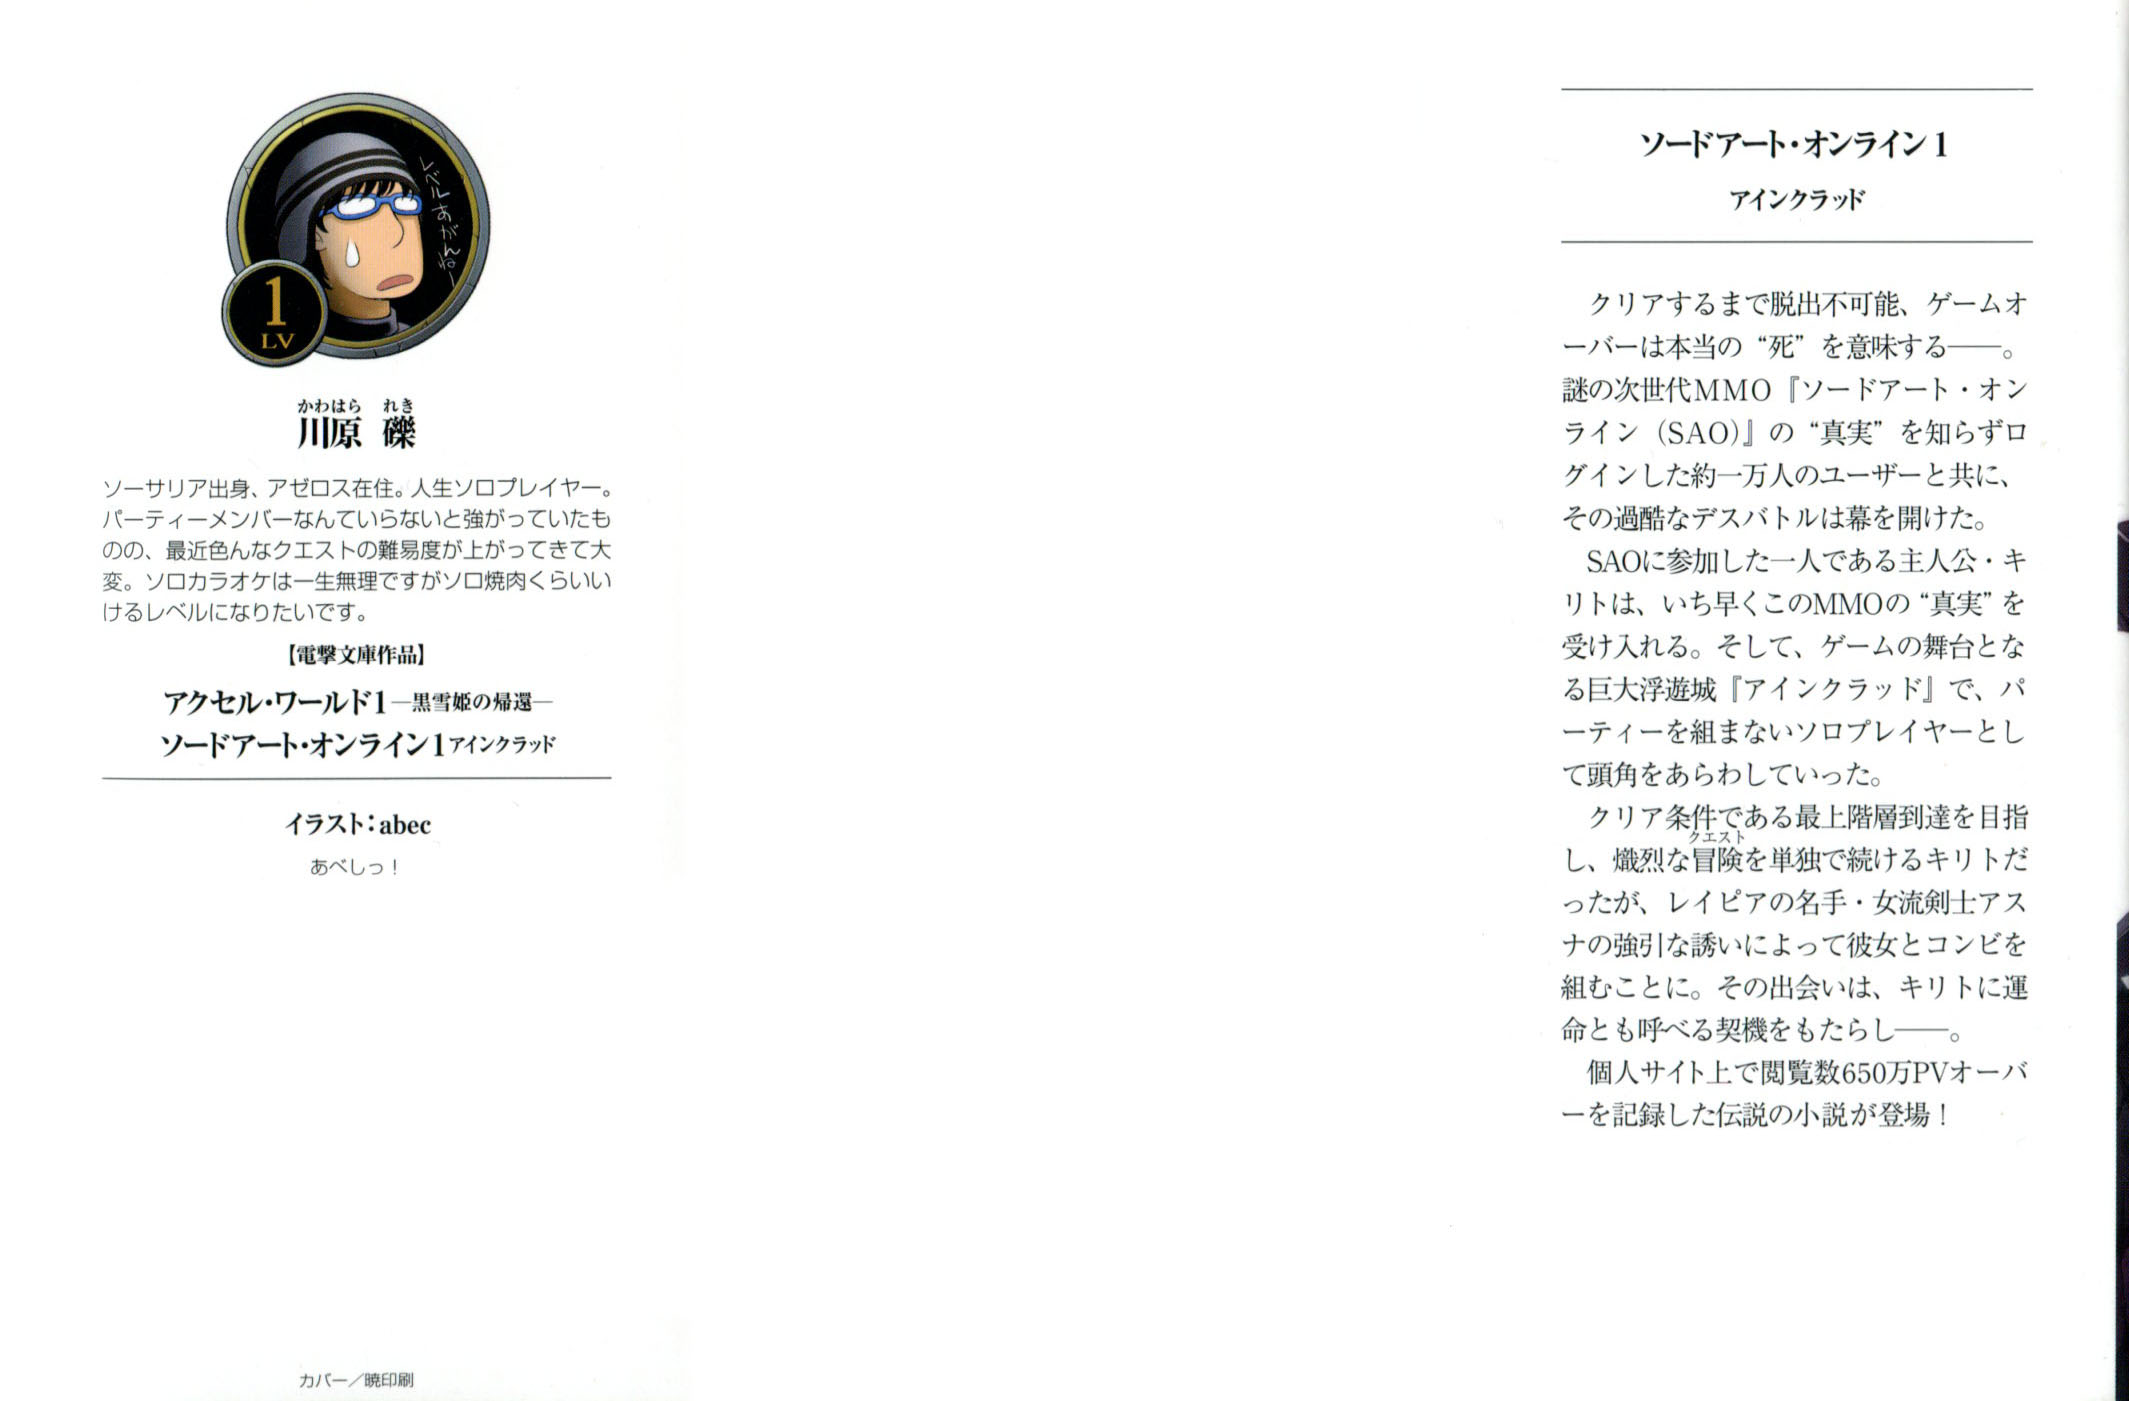 レベルあがんねー
1
LV
かわはら れき
川原 礫
ソーサリア出身、アゼロス在住。人生ソロプレイヤー。
パーティーメンバーなんていらないと強がっていたも
のの、最近色んなクエストの難易度が上がってきて大
変。ソロカラオケは一生無理ですがソロ焼肉くらいい
けるレベルになりたいです。
【電撃文庫作品】
アクセル・ワールド1―黒雪姫の帰還―
ソードアート・オンライン1アインクラッド
イラスト：abec
あべしっ！
カバー／暁印刷
ソードアート・オンライン1
アインクラッド
クリアするまで脱出不可能、ゲームオ
ーバーは本当の“死”を意味する――。
謎の次世代MMO『ソードアート・オン
ライン（SAO）』の“真実”を知らずロ
グインした約一万人のユーザーと共に、
その過酷なデスバトルは幕を開けた。
SAOに参加した一人である主人公・キ
リトは、いち早くこのMMOの“真実”を
受け入れる。そして、ゲームの舞台とな
る巨大浮遊城『アインクラッド』で、パ
ーティーを組まないソロプレイヤーとし
て頭角をあらわしていった。
クリア条件である最上階層到達を目指
クエスト
し、熾烈な冒険を単独で続けるキリトだ
ったが、レイピアの名手・女流剣士アス
ナの強引な誘いによって彼女とコンビを
組むことに。その出会いは、キリトに運
命とも呼べる契機をもたらし――。
個人サイト上で閲覧数650万PVオーバ
ーを記録した伝説の小説が登場！